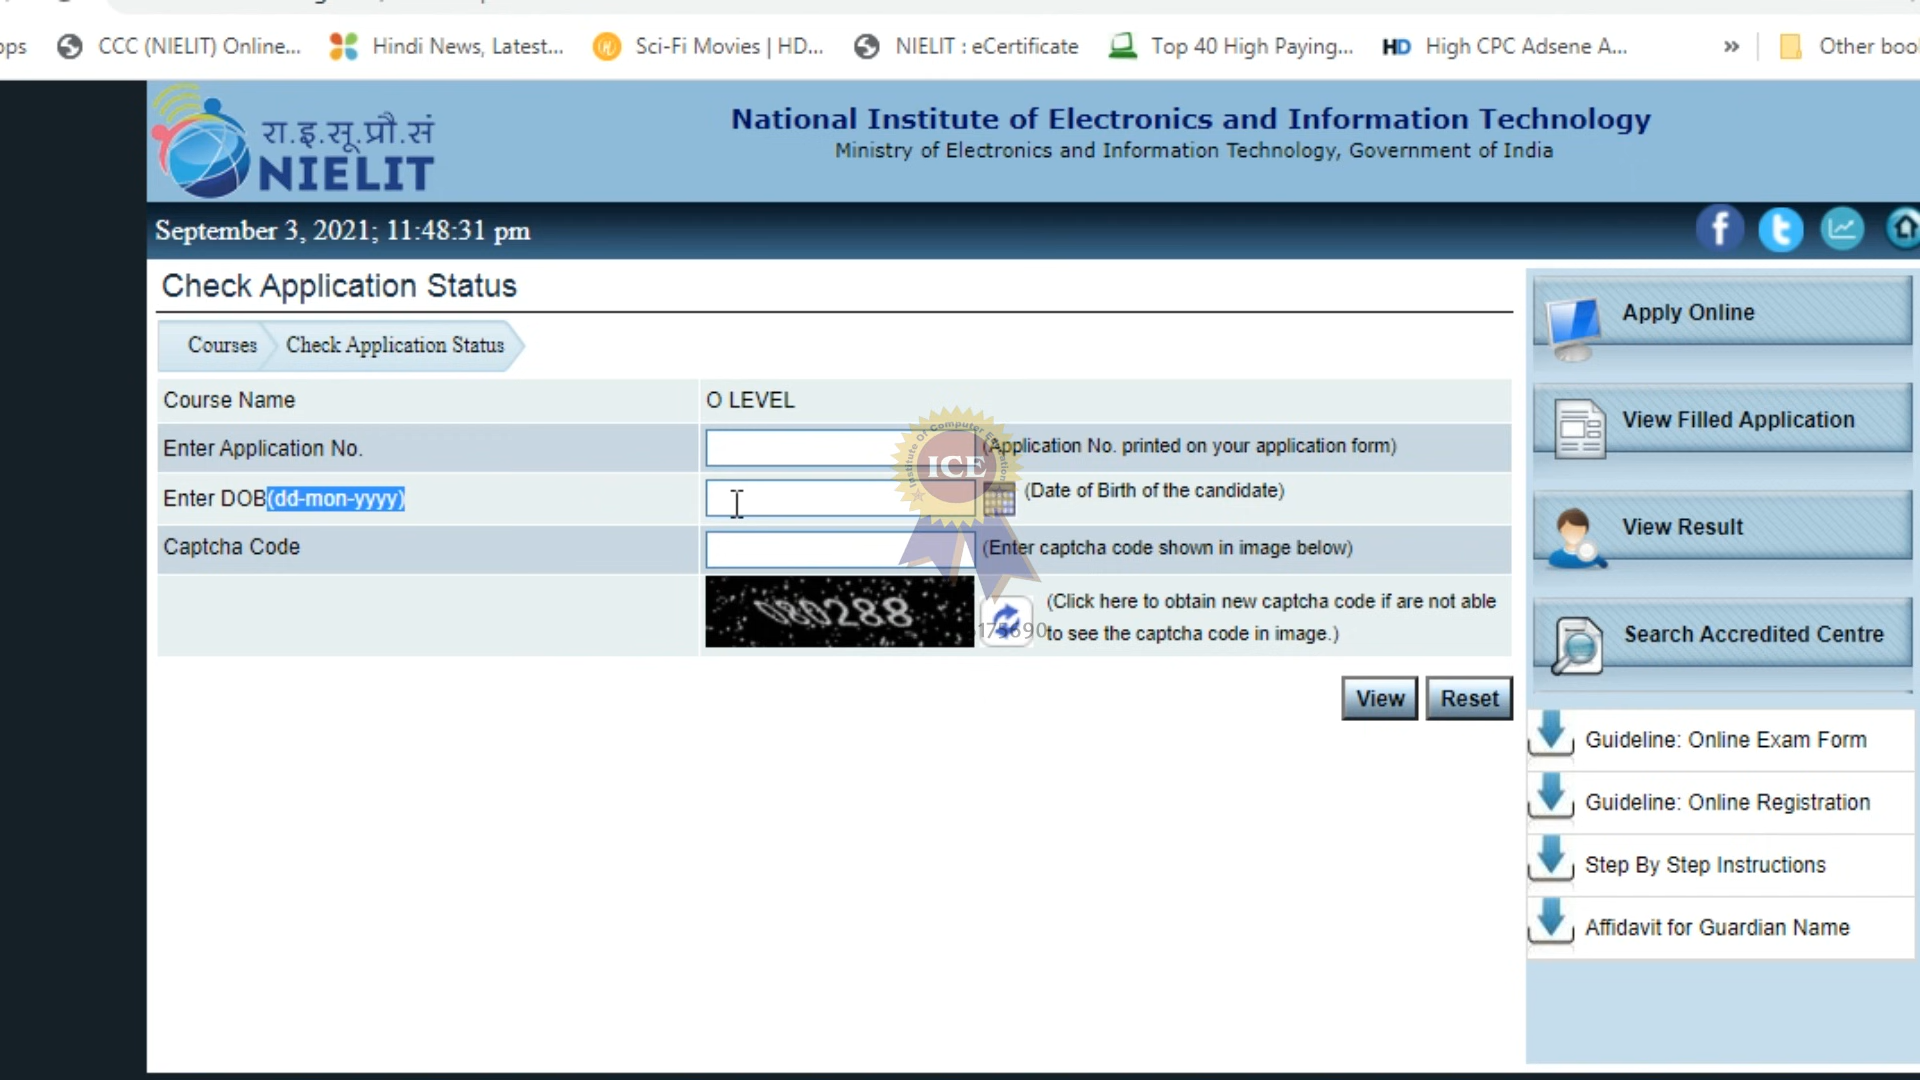 CCC (NIELIT) Online...
Hindi News, Latest...
Sci-Fi Movies | HD...
NIELIT : eCertificate
Top 40 High Paying...
HD High CPC Adsene A...
»
Other
रा.इ.सू.प्रौ.सं
NIELIT
National Institute of Electronics and Information Technology
Ministry of Electronics and Information Technology, Government of India
September 3, 2021; 11:48:31 pm
Check Application Status
Courses Check Application Status
Course Name O LEVEL
Enter Application No. (Application No. printed on your application form)
Enter DOB(dd-mon-yyyy) (Date of Birth of the candidate)
Captcha Code (Enter captcha code shown in image below)
(Click here to obtain new captcha code if are not able
to see the captcha code in image.)
View Reset
Institute Of Computer Education
ICE
Apply Online
View Filled Application
View Result
Search Accredited Centre
Guideline: Online Exam Form
Guideline: Online Registration
Step By Step Instructions
Affidavit for Guardian Name